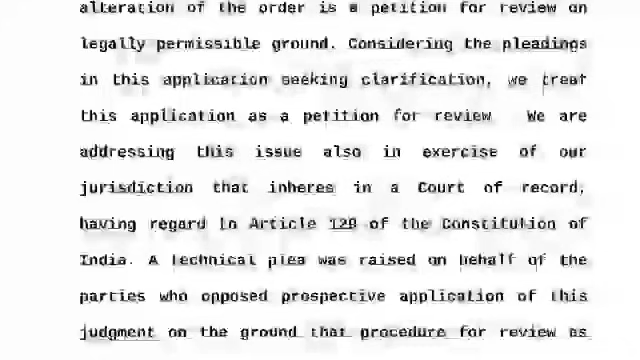 alteration of the order is a petition for review on
legally permissible ground. Considering the pleadings
in this application seeking clarification, we treat
this application as a petition for review  We are
addressing this issue also in exercise of our
jurisdiction that inheres in a Court of record,
having regard to Article 129 of the Constitution of
India. A technical plea was raised on behalf of the
parties who opposed prospective application of this
judgment on the ground that procedure for review as